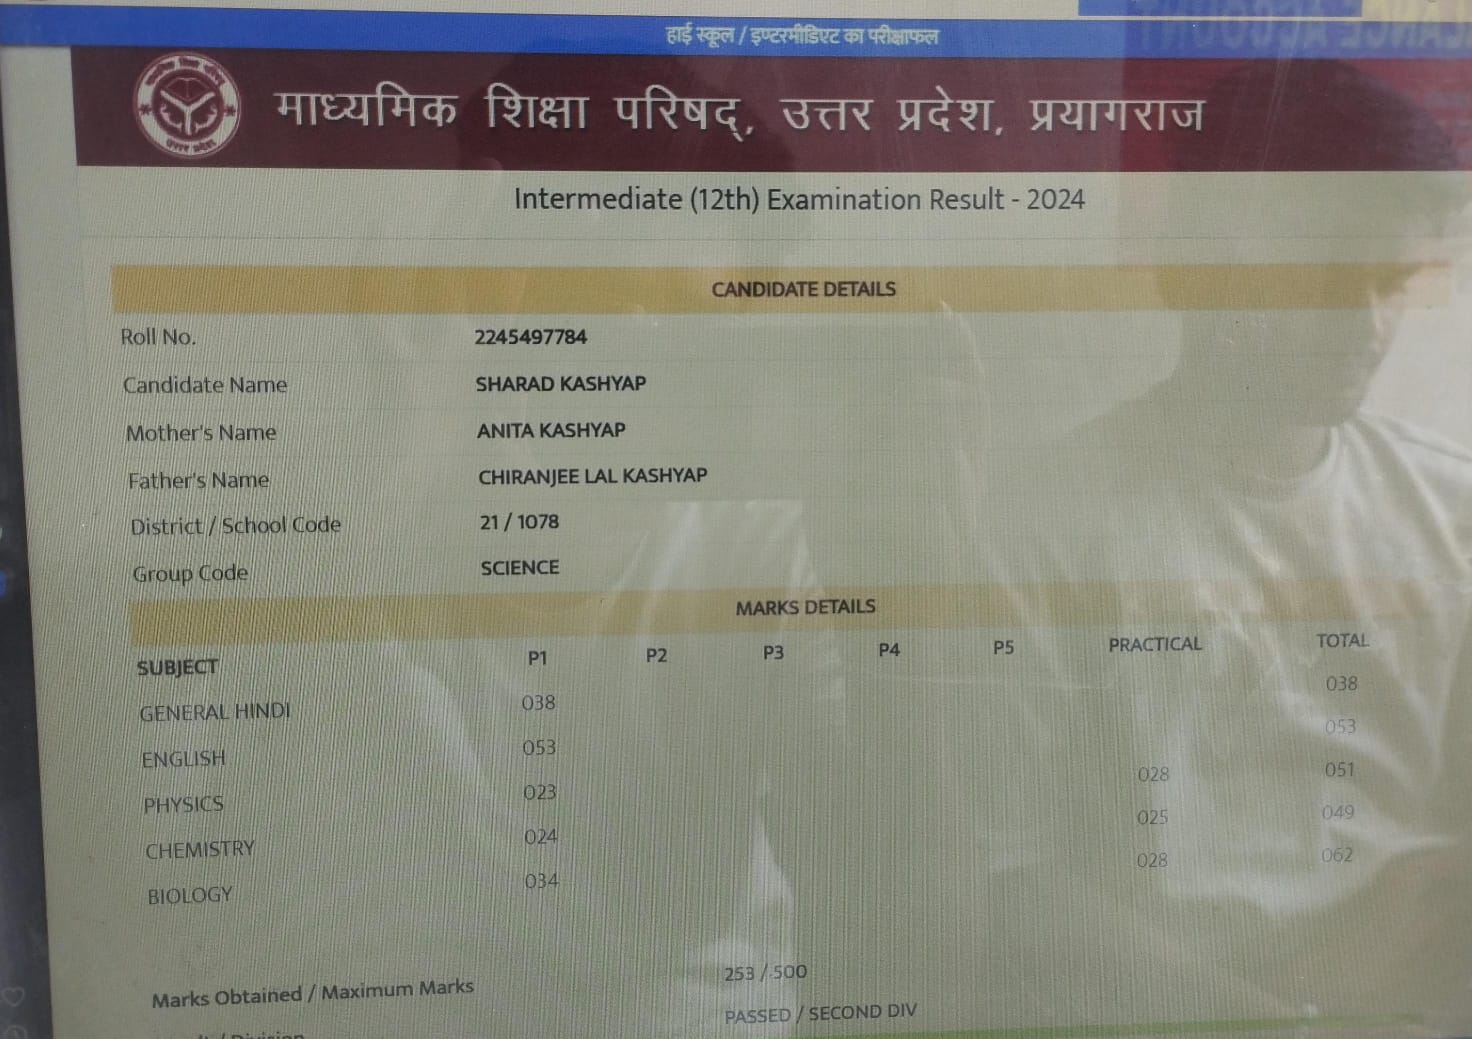 हाई स्कूल / इण्टरमीडिएट का परीक्षाफल
माध्यमिक शिक्षा परिषद्, उत्तर प्रदेश, प्रयागराज
Intermediate (12th) Examination Result - 2024
CANDIDATE DETAILS
Roll No. 2245497784
Candidate Name SHARAD KASHYAP
Mother's Name ANITA KASHYAP
Father's Name CHIRANJEE LAL KASHYAP
District / School Code 21 / 1078
Group Code SCIENCE
MARKS DETAILS
SUBJECT P1 P2 P3 P4 P5 PRACTICAL TOTAL
GENERAL HINDI 038 038
ENGLISH 053 053
PHYSICS 023 028 051
CHEMISTRY 024 025 049
BIOLOGY 034 028 062
Marks Obtained / Maximum Marks 253 / 500
/ Division PASSED / SECOND DIV